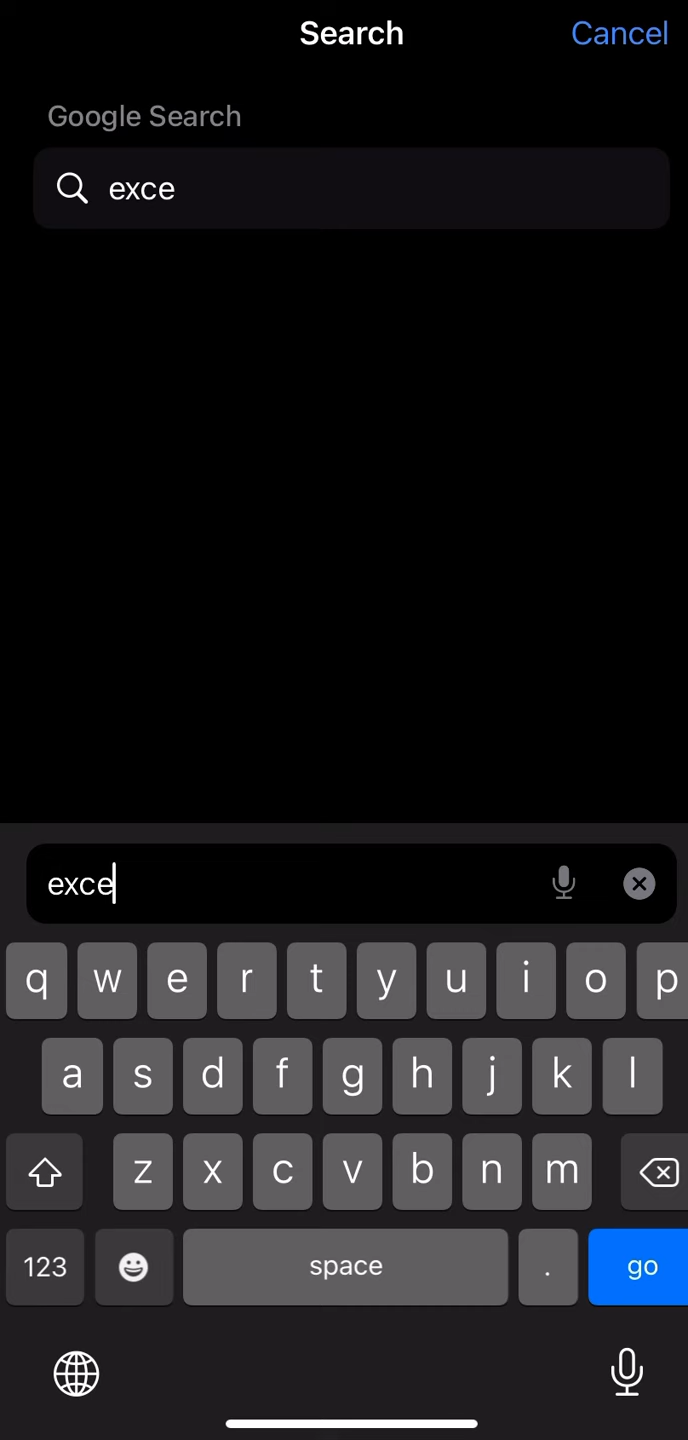 Search Cancel
Google Search
exce
exce
q w e r t y u i o p
a s d f g h j k l
z x c v b n m
123 space . go